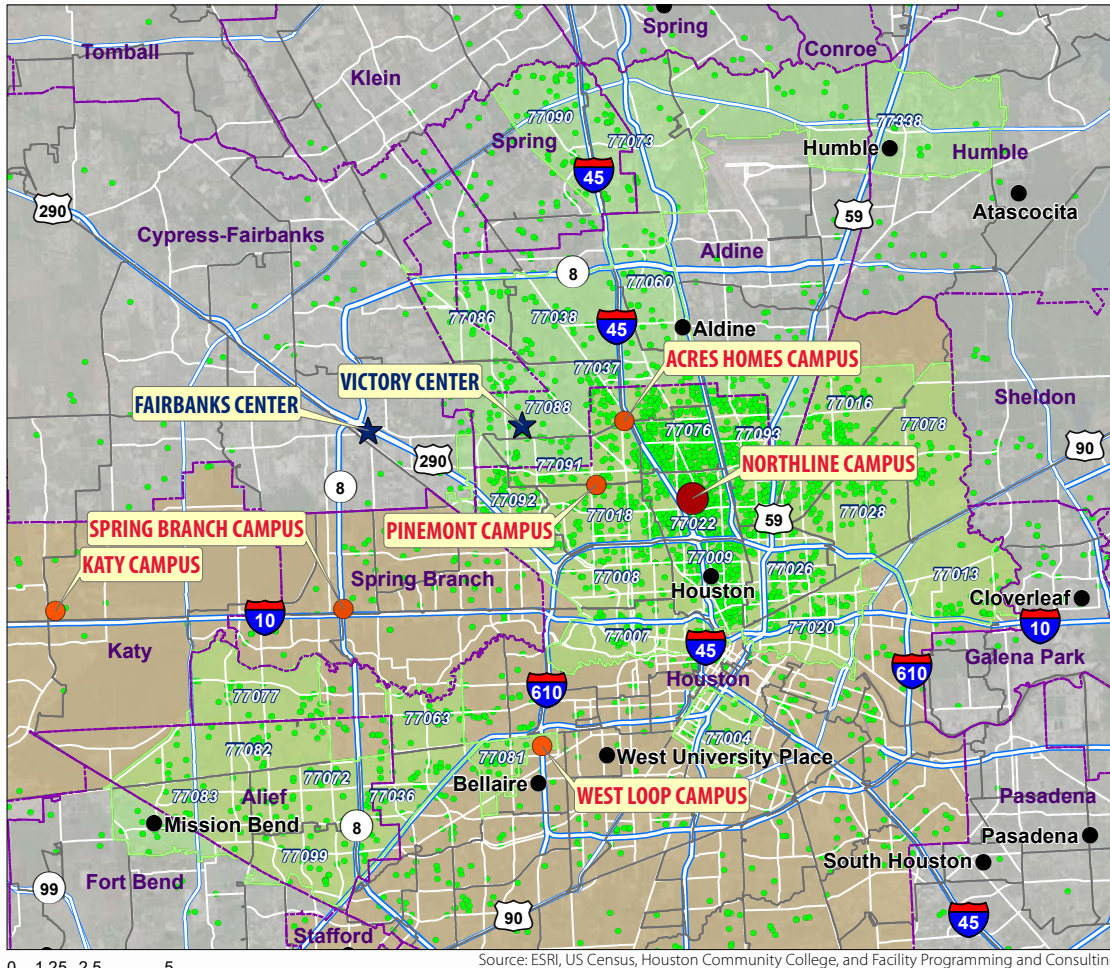 Spring
Conroe
Tomball
Klein
77090
Spring
77073
77338
Humble
Humble
45
Atascocita
290
59
Cypress-Fairbanks
Aldine
8
77060
77086
77038
45
Aldine
ACRES HOMES CAMPUS
77037
VICTORY CENTER
FAIRBANKS CENTER
77088
77016
77078
Sheldon
77076
77093
90
290
NORTHLINE CAMPUS
77091
8
77092
SPRING BRANCH CAMPUS
PINEMONT CAMPUS
77018
77022
59
77028
KATY CAMPUS
Spring Branch
77009
77008
77026
77013
Houston
Cloverleaf
10
10
77007
77020
Katy
45
Galena Park
610
Houston
610
77077
77063
77004
77082
77081
West University Place
77072
Bellaire
77083
Alief
77036
WEST LOOP CAMPUS
Pasadena
Mission Bend
8
Pasadena
77099
South Houston
Fort Bend
99
90
45
Stafford
0 1.25 2.5 5
Source: ESRI, US Census, Houston Community College, and Facility Programming and Consultin